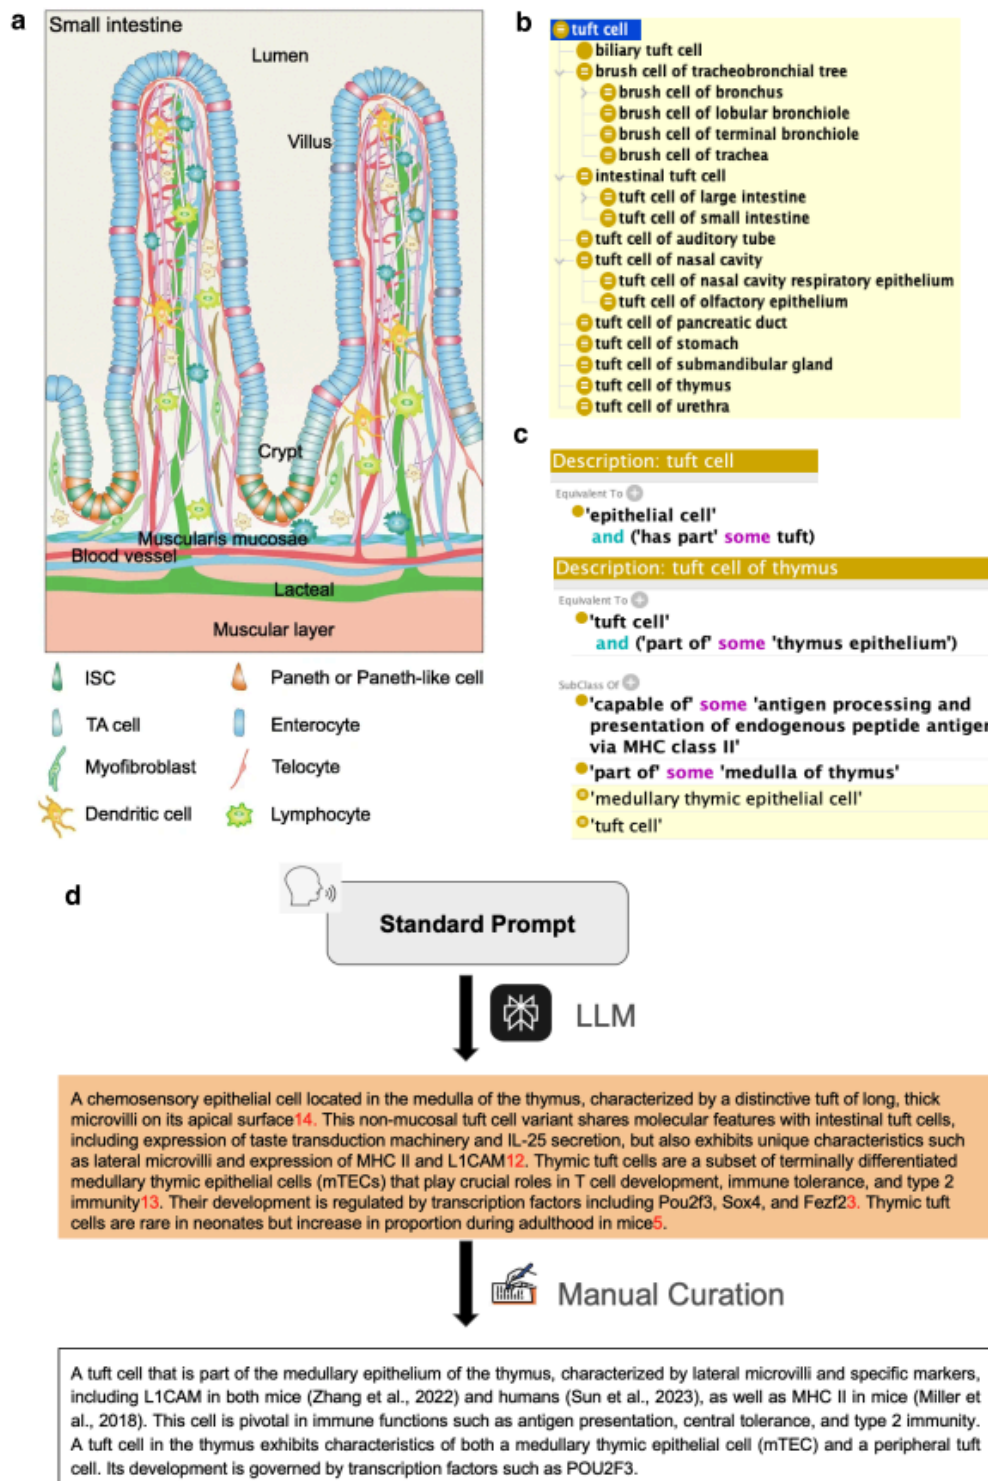 a
Small intestine
Lumen
Villus
Crypt
Muscularis mucosae
Blood vessel
Lacteal
Muscular layer
ISC
Paneth or Paneth-like cell
TA cell
Enterocyte
Myofibroblast
Telocyte
Dendritic cell
Lymphocyte
b
tuft cell
biliary tuft cell
brush cell of tracheobronchial tree
brush cell of bronchus
brush cell of lobular bronchiole
brush cell of terminal bronchiole
brush cell of trachea
intestinal tuft cell
tuft cell of large intestine
tuft cell of small intestine
tuft cell of auditory tube
tuft cell of nasal cavity
tuft cell of nasal cavity respiratory epithelium
tuft cell of olfactory epithelium
tuft cell of pancreatic duct
tuft cell of stomach
tuft cell of submandibular gland
tuft cell of thymus
tuft cell of urethra
c
Description: tuft cell
Equivalent To
'epithelial cell'
and ('has part' some tuft)
Description: tuft cell of thymus
Equivalent To
'tuft cell'
and ('part of' some 'thymus epithelium')
SubClass Of
'capable of' some 'antigen processing and
presentation of endogenous peptide antigen
via MHC class II'
'part of' some 'medulla of thymus'
'medullary thymic epithelial cell'
'tuft cell'
d
Standard Prompt
LLM
A chemosensory epithelial cell located in the medulla of the thymus, characterized by a distinctive tuft of long, thick
microvilli on its apical surface14. This non-mucosal tuft cell variant shares molecular features with intestinal tuft cells,
including expression of taste transduction machinery and IL-25 secretion, but also exhibits unique characteristics such
as lateral microvilli and expression of MHC II and L1CAM12. Thymic tuft cells are a subset of terminally differentiated
medullary thymic epithelial cells (mTECs) that play crucial roles in T cell development, immune tolerance, and type 2
immunity13. Their development is regulated by transcription factors including Pou2f3, Sox4, and Fezf23. Thymic tuft
cells are rare in neonates but increase in proportion during adulthood in mice5.
Manual Curation
A tuft cell that is part of the medullary epithelium of the thymus, characterized by lateral microvilli and specific markers,
including L1CAM in both mice (Zhang et al., 2022) and humans (Sun et al., 2023), as well as MHC II in mice (Miller et
al., 2018). This cell is pivotal in immune functions such as antigen presentation, central tolerance, and type 2 immunity.
A tuft cell in the thymus exhibits characteristics of both a medullary thymic epithelial cell (mTEC) and a peripheral tuft
cell. Its development is governed by transcription factors such as POU2F3.